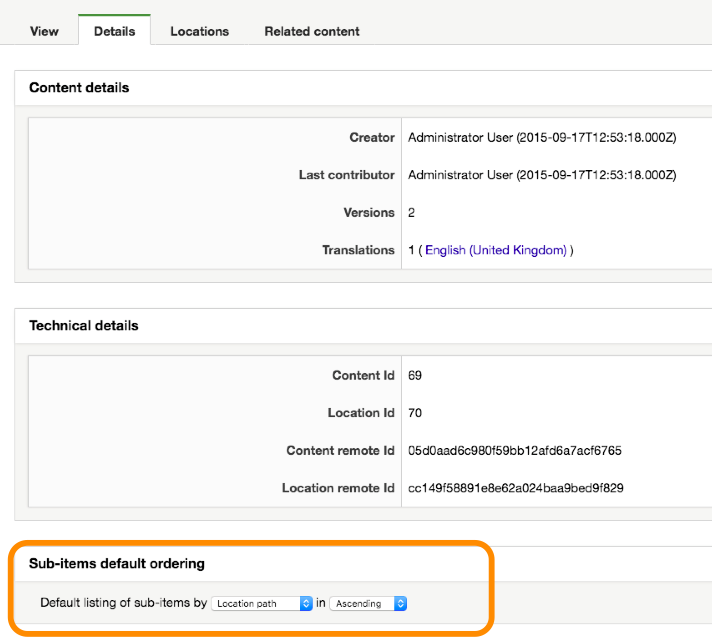 View Details Locations Related content
Content details
Creator Administrator User (2015-09-17T12:53:18.000Z)
Last contributor Administrator User (2015-09-17T12:53:18.000Z)
Versions 2
Translations 1 ( English (United Kingdom) )
Technical details
Content Id 69
Location Id 70
Content remote Id 05d0aad6c980f59bb12afd6a7acf6765
Location remote Id cc149f58891e8e62a024baa9bed9f829
Sub-items default ordering
Default listing of sub-items by Location path in Ascending